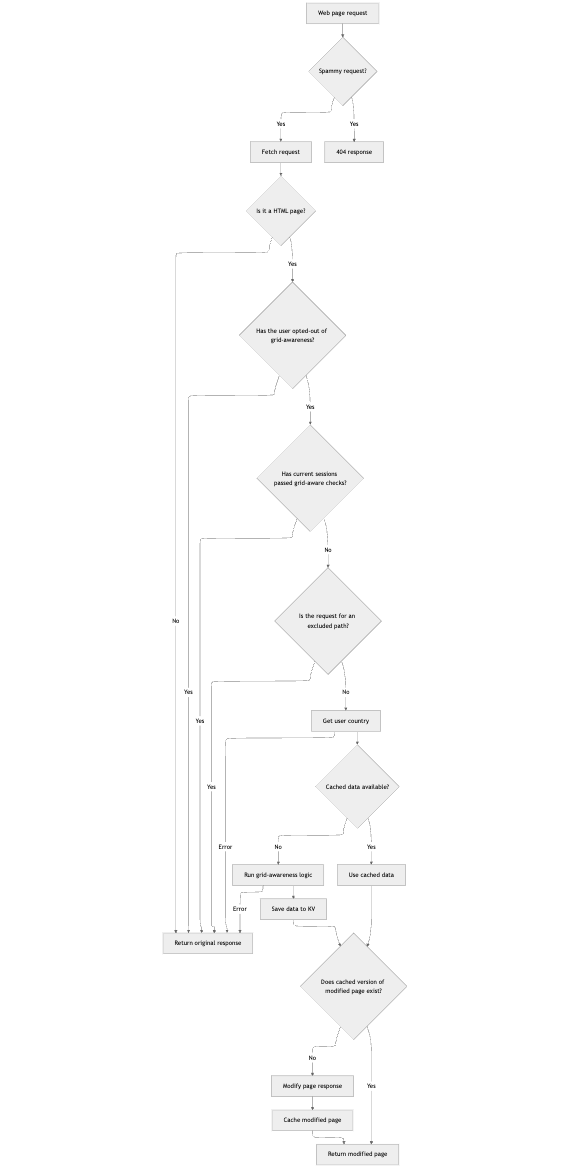 Web page request
Spammy request?
Yes
Yes
Fetch request
404 response
Is it a HTML page?
Yes
Has the user opted-out of
grid-awareness?
Yes
Has current sessions
passed grid-aware checks?
No
Is the request for an
excluded path?
No
Yes
No
Get user country
Yes
Cached data available?
Yes
Error
No
Yes
Run grid-awareness logic
Use cached data
Error
Save data to KV
Return original response
Does cached version of
modified page exist?
No
Yes
Modify page response
Cache modified page
Return modified page